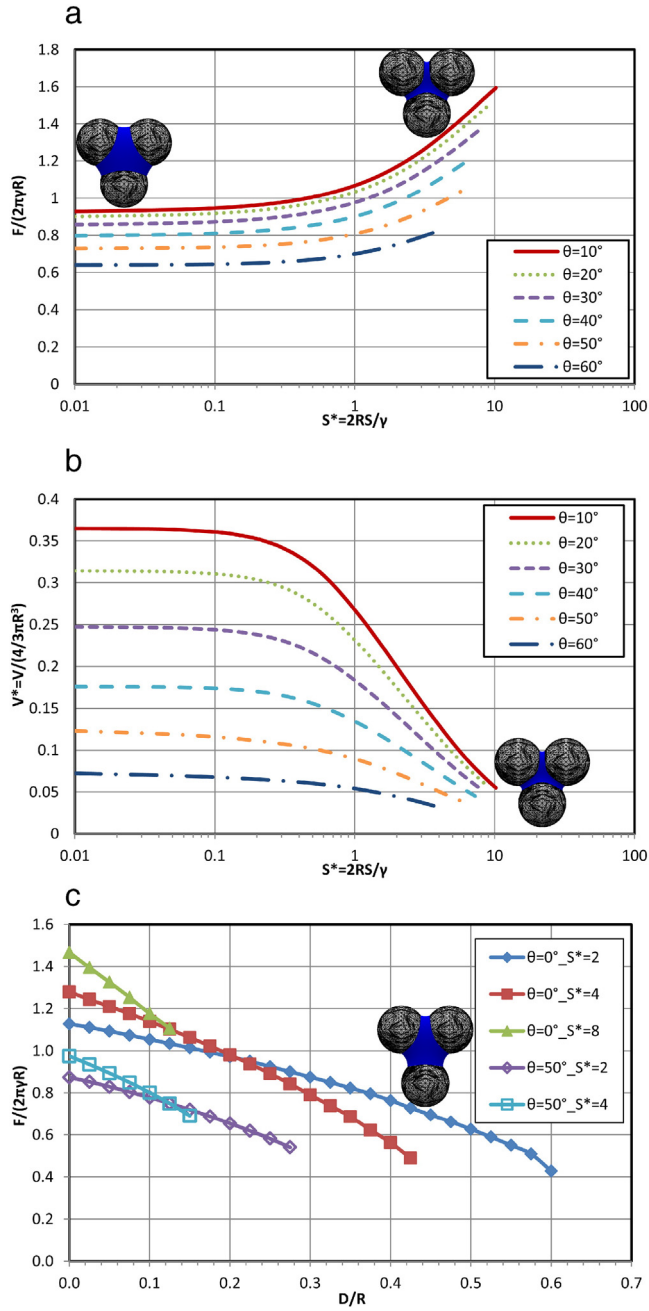 a
1.8
1.6
1.4
1.2
1
0.8
0.6
0.4
0.2
0
F/(2πγR)
θ=10°
θ=20°
θ=30°
θ=40°
θ=50°
θ=60°
0.01 0.1 1 10 100
S*=2RS/γ
b
0.4
0.35
0.3
0.25
0.2
0.15
0.1
0.05
0
V*=V/(4/3πR³)
θ=10°
θ=20°
θ=30°
θ=40°
θ=50°
θ=60°
0.01 0.1 1 10 100
S*=2RS/γ
c
1.6
1.4
1.2
1.0
0.8
0.6
0.4
0.2
0.0
F/(2πγR)
θ=0°_S*=2
θ=0°_S*=4
θ=0°_S*=8
θ=50°_S*=2
θ=50°_S*=4
0.0 0.1 0.2 0.3 0.4 0.5 0.6 0.7
D/R